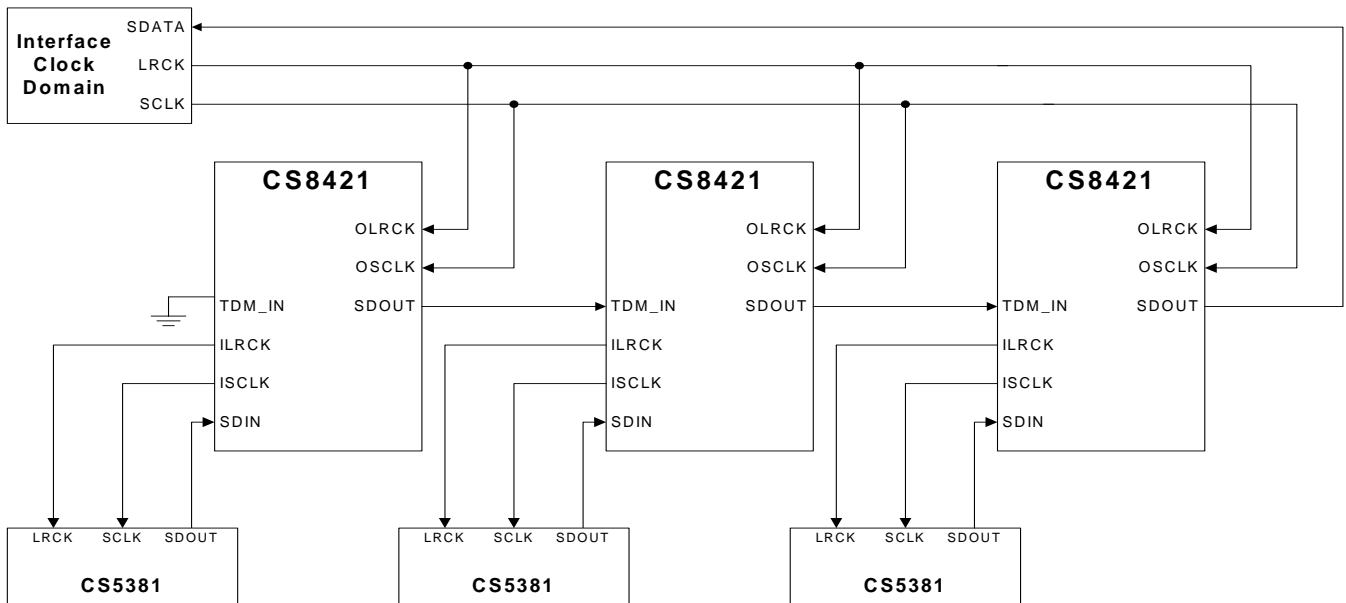 Interface
Clock
Domain
SDATA
LRCK
SCLK
CS8421
OLRCK
OSCLK
TDM_IN
SDOUT
ILRCK
ISCLK
SDIN
CS8421
OLRCK
OSCLK
TDM_IN
SDOUT
ILRCK
ISCLK
SDIN
CS8421
OLRCK
OSCLK
TDM_IN
SDOUT
ILRCK
ISCLK
SDIN
LRCK SCLK SDOUT
CS5381
LRCK SCLK SDOUT
CS5381
LRCK SCLK SDOUT
CS5381